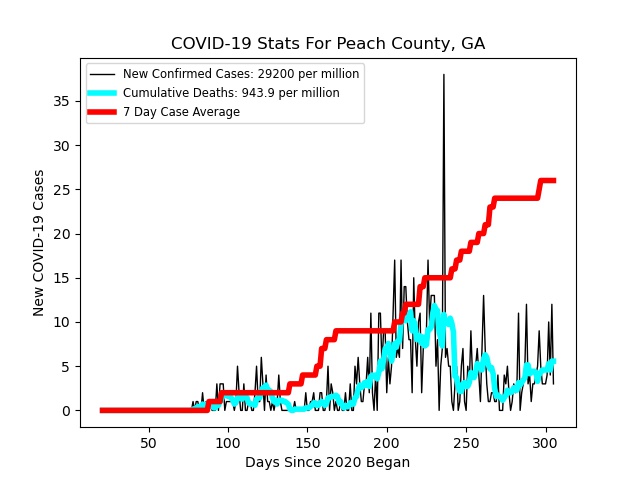 COVID-19 Stats For Peach County, GA
New Confirmed Cases: 29200 per million
Cumulative Deaths: 943.9 per million
7 Day Case Average
New COVID-19 Cases
35
30
25
20
15
10
5
0
50 100 150 200 250 300
Days Since 2020 Began